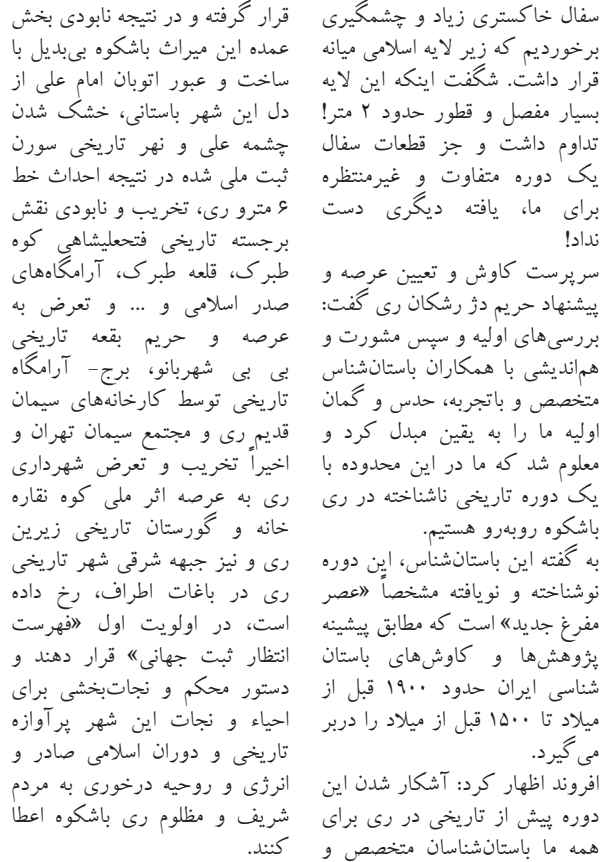 سفال خاکستری زیاد و چشمگیری
برخوردیم که زیر لایه اسلامی میانه
قرار داشت. شگفت اینکه این لایه
بسیار مفصل و قطور حدود ۲ متر!
تداوم داشت و جز قطعات سفال
یک دوره متفاوت و غیرمنتظره
برای ما، یافته دیگری دست
نداد!
سرپرست کاوش و تعیین عرصه و
پیشنهاد حریم دژ رشکان ری گفت:
بررسی‌های اولیه و سپس مشورت و
هم‌اندیشی با همکاران باستان‌شناس
متخصص و باتجربه، حدس و گمان
اولیه ما را به یقین مبدل کرد و
معلوم شد که ما در این محدوده با
یک دوره تاریخی ناشناخته در ری
باشکوه روبه‌رو هستیم.
به گفته این باستان‌شناس، این دوره
نوشناخته و نویافته مشخصاً «عصر
مفرغ جدید» است که مطابق پیشینه
پژوهش‌ها و کاوش‌های باستان
شناسی ایران حدود ۱۹۰۰ قبل از
میلاد تا ۱۵۰۰ قبل از میلاد را دربر
می‌گیرد.
افروند اظهار کرد: آشکار شدن این
دوره پیش از تاریخی در ری برای
همه ما باستان‌شناسان متخصص و
قرار گرفته و در نتیجه نابودی بخش
عمده این میراث باشکوه بی‌بدیل با
ساخت و عبور اتوبان امام علی از
دل این شهر باستانی، خشک شدن
چشمه علی و نهر تاریخی سورن
ثبت ملی شده در نتیجه احداث خط
۶ مترو ری، تخریب و نابودی نقش
برجسته تاریخی فتحعلیشاهی کوه
طبرک، قلعه طبرک، آرامگاه‌های
صدر اسلامی و ... و تعرض به
عرصه و حریم بقعه تاریخی
بی بی شهربانو، برج- آرامگاه
تاریخی توسط کارخانه‌های سیمان
قدیم ری و مجتمع سیمان تهران و
اخیراً تخریب و تعرض شهرداری
ری به عرصه اثر ملی کوه نقاره
خانه و گورستان تاریخی زیرین
ری و نیز جبهه شرقی شهر تاریخی
ری در باغات اطراف، رخ داده
است، در اولویت اول «فهرست
انتظار ثبت جهانی» قرار دهند و
دستور محکم و نجات‌بخشی برای
احیاء و نجات این شهر پرآوازه
تاریخی و دوران اسلامی صادر و
انرژی و روحیه درخوری به مردم
شریف و مظلوم ری باشکوه اعطا
کنند.